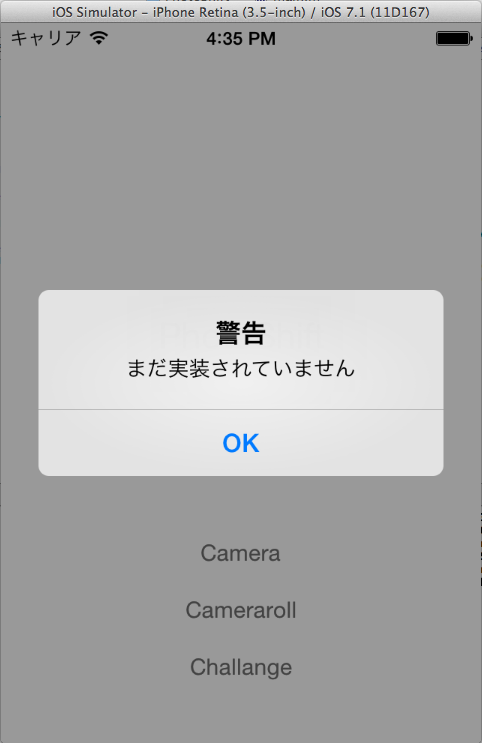 iOS Simulator – iPhone Retina (3.5-inch) / iOS 7.1 (11D167)
キャリア 4:35 PM
警告
まだ実装されていません
OK
Camera
Cameraroll
Challange